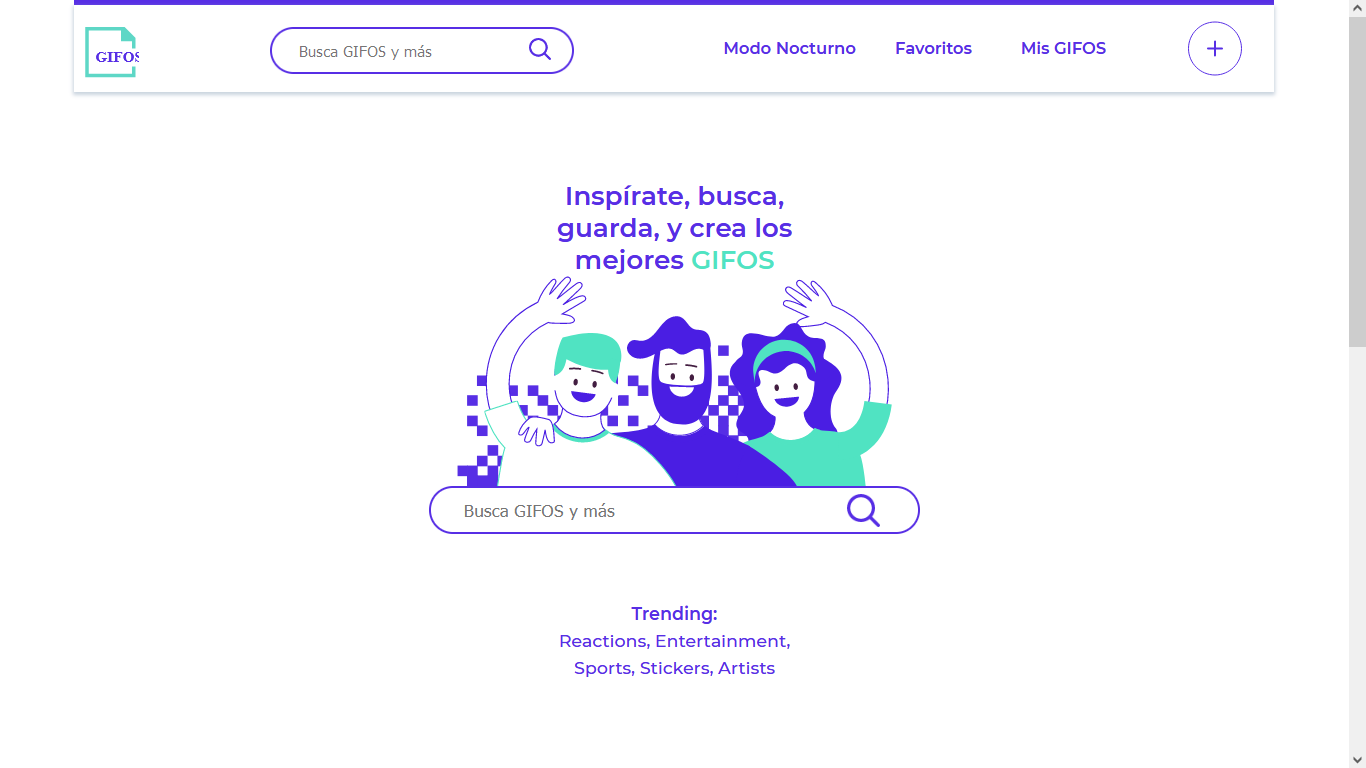 GIFOS
Busca GIFOS y más
Modo Nocturno
Favoritos
Mis GIFOS
Inspírate, busca,
guarda, y crea los
mejores GIFOS
Busca GIFOS y más
Trending:
Reactions, Entertainment,
Sports, Stickers, Artists